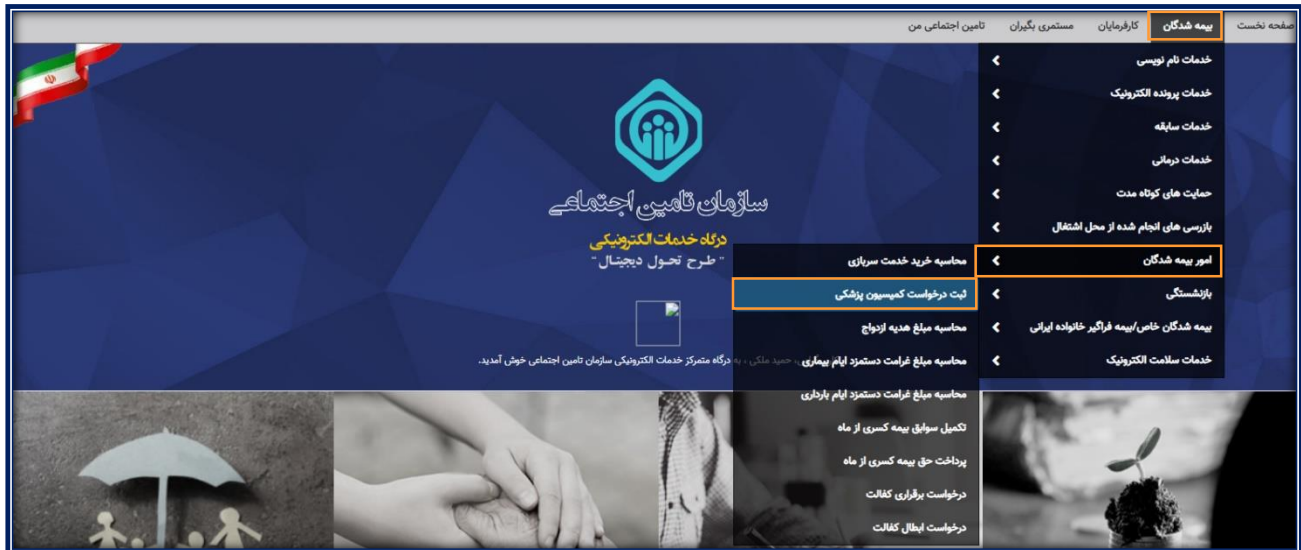 صفحه نخست
بیمه شدگان
کارفرمایان
مستمری بگیران
تامین اجتماعی من
خدمات نام نویسی
خدمات پرونده الکترونیک
خدمات سابقه
خدمات درمانی
حمایت های کوتاه مدت
بازرسی های انجام شده از محل اشتغال
امور بیمه شدگان
بازنشستگی
بیمه شدگان خاص/بیمه فراگیر خانواده ایرانی
خدمات سلامت الکترونیک
محاسبه خرید خدمت سربازی
ثبت درخواست کمیسیون پزشکی
محاسبه مبلغ هدیه ازدواج
محاسبه مبلغ غرامت دستمزد ایام بیماری
محاسبه مبلغ غرامت دستمزد ایام بارداری
تکمیل سوابق بیمه کسری از ماه
پرداخت حق بیمه کسری از ماه
درخواست برقراری کفالت
درخواست ابطال کفالت
سازمان تامین اجتماعی
درگاه خدمات الکترونیکی
"طرح تحول دیجیتال"
حمید ملکی ، به درگاه متمرکز خدمات الکترونیکی سازمان تامین اجتماعی خوش آمدید.